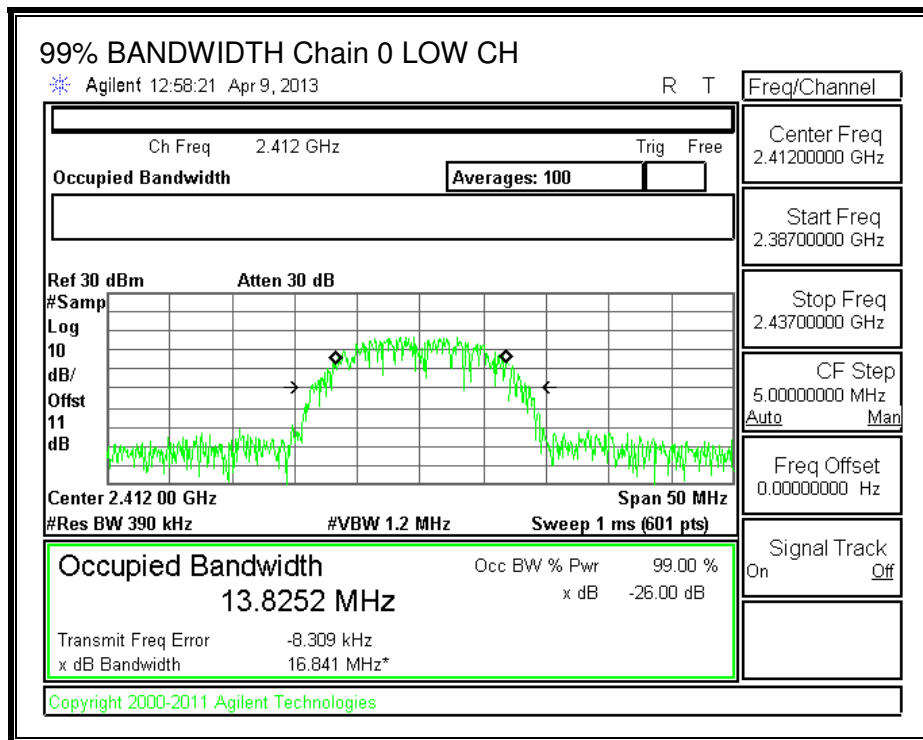 99% BANDWIDTH Chain 0 LOW CH
Agilent 12:58:21 Apr 9, 2013 R T
Freq/Channel
Ch Freq 2.412 GHz Trig Free
Occupied Bandwidth Averages: 100
Center Freq
2.41200000 GHz
Start Freq
2.38700000 GHz
Stop Freq
2.43700000 GHz
CF Step
5.00000000 MHz
Auto Man
Freq Offset
0.00000000 Hz
Signal Track
On Off
Ref 30 dBm Atten 30 dB
#Samp
Log
10
dB/
Offst
11
dB
Center 2.412 00 GHz Span 50 MHz
#Res BW 390 kHz #VBW 1.2 MHz Sweep 1 ms (601 pts)
Occupied Bandwidth Occ BW % Pwr 99.00 %
13.8252 MHz x dB -26.00 dB
Transmit Freq Error -8.309 kHz
x dB Bandwidth 16.841 MHz*
Copyright 2000-2011 Agilent Technologies